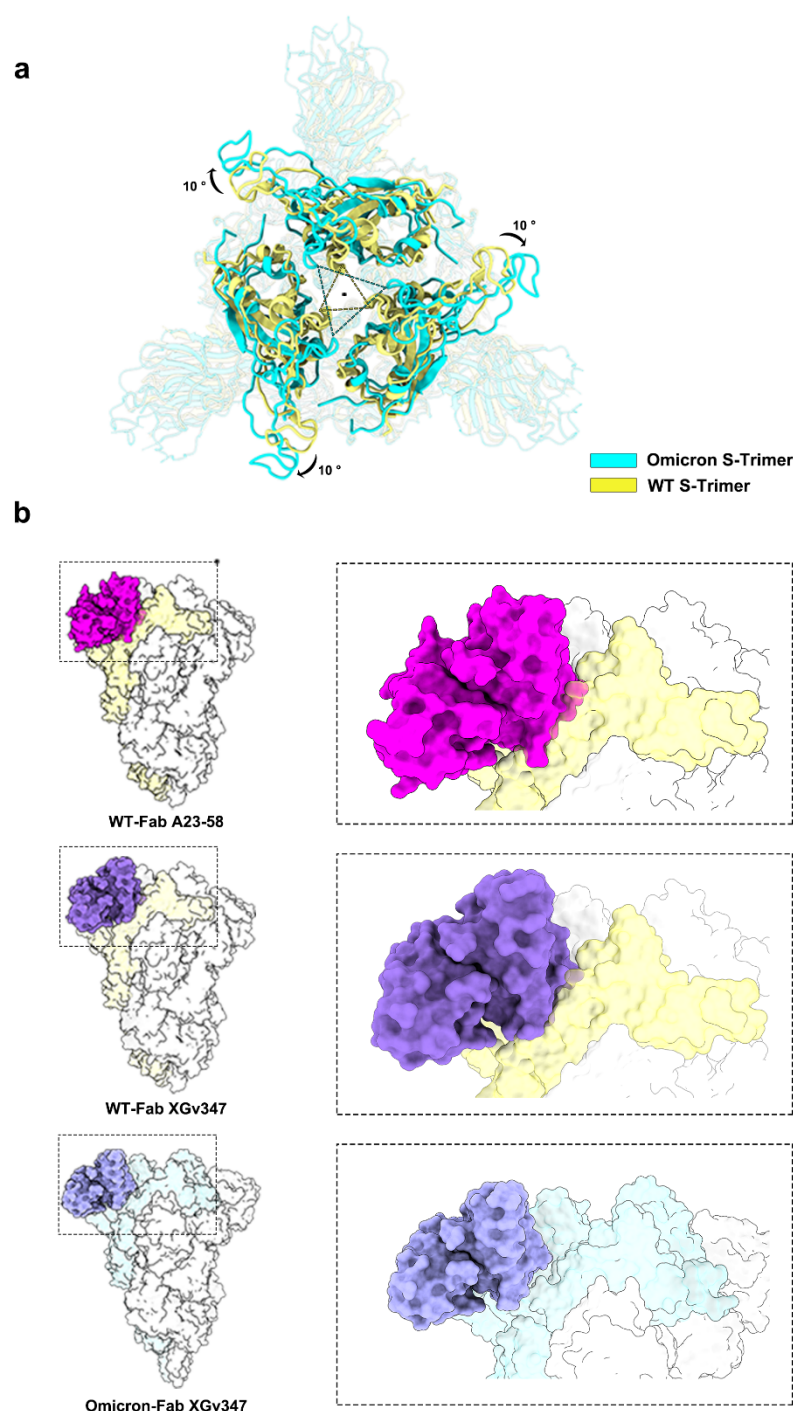 a
10 °
10 °
10 °
Omicron S-Trimer
WT S-Trimer
b
WT-Fab A23-58
WT-Fab XGv347
Omicron-Fab XGv347